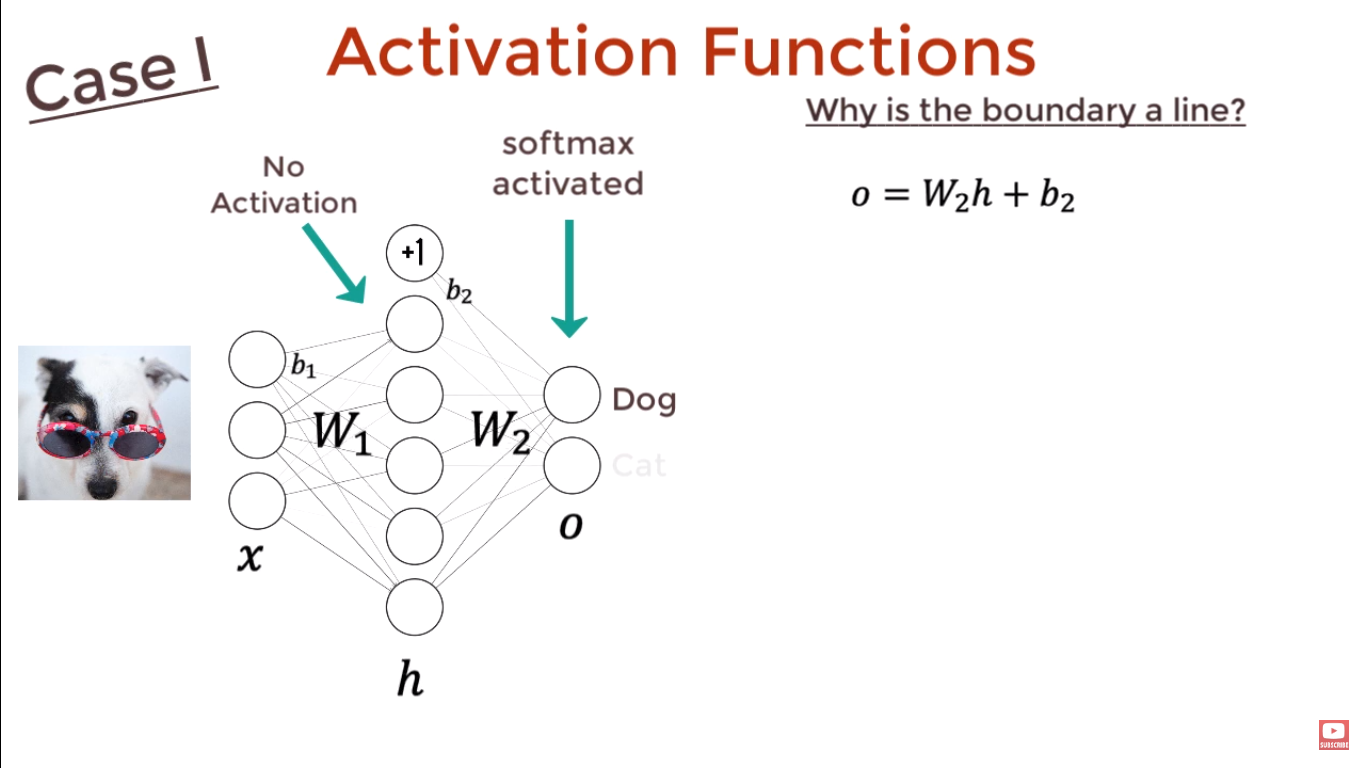 Case I
Activation Functions
Why is the boundary a line?
softmax
activated
No
Activation
o = W₂h + b₂
+1
b₂
b₁
W₁
W₂
Dog
Cat
x
o
h
SUBSCRIBE